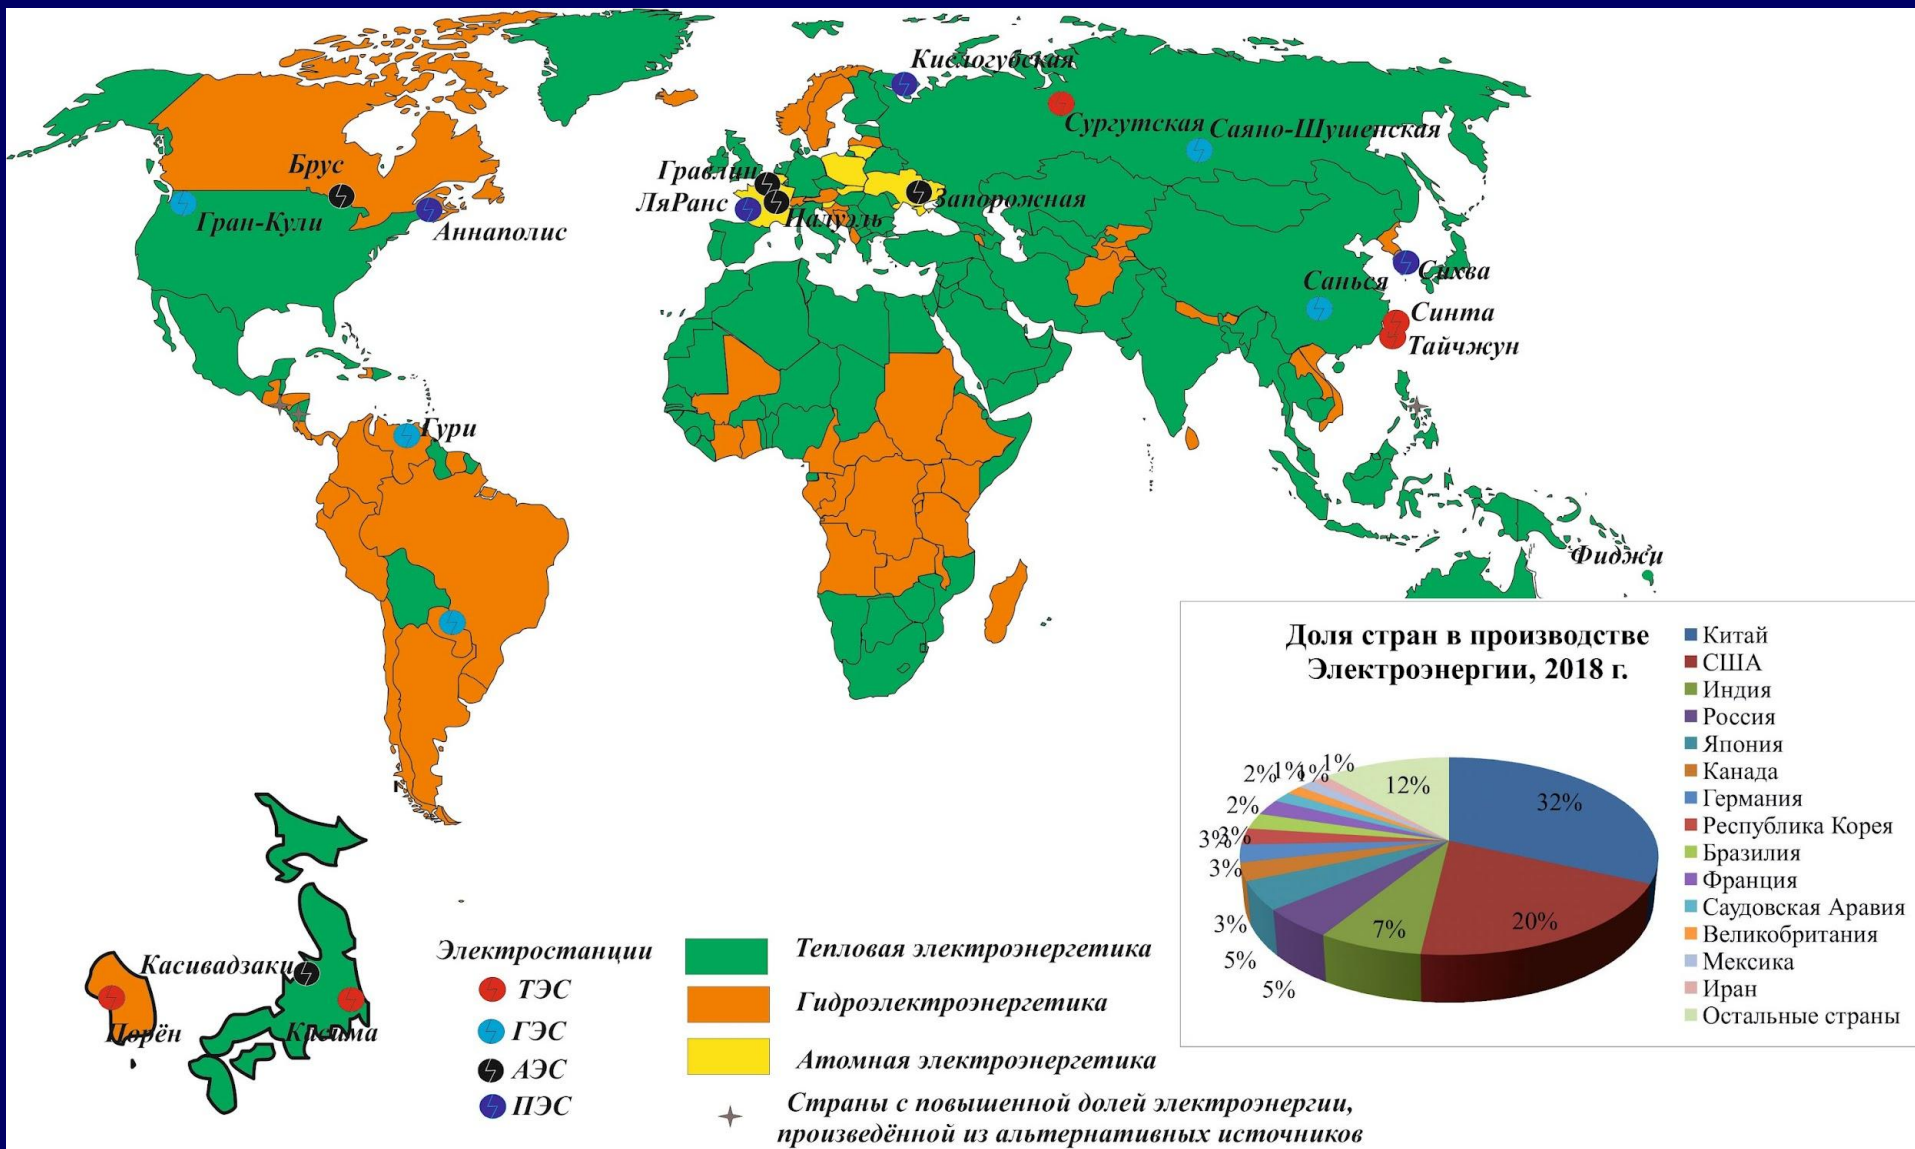 Кислогубская
Сургутская
Саяно-Шушенская
Брус
Гравлин
ЛяРанс
Запорожная
Налуэль
Гран-Кули
Аннаполис
Сихва
Санься
Синта
Тайчжун
Гури
Фиджи
Доля стран в производстве
Электроэнергии, 2018 г.
Китай
США
Индия
Россия
Япония
Канада
Германия
Республика Корея
Бразилия
Франция
Саудовская Аравия
Великобритания
Мексика
Иран
Остальные страны
32%
20%
7%
5%
5%
3%
3%
3%
3%
2%
2%
1%
1%
1%
12%
Касивадзаки
Порён
Касима
Электростанции
ТЭС
ГЭС
АЭС
ПЭС
Тепловая электроэнергетика
Гидроэлектроэнергетика
Атомная электроэнергетика
Страны с повышенной долей электроэнергии,
произведённой из альтернативных источников